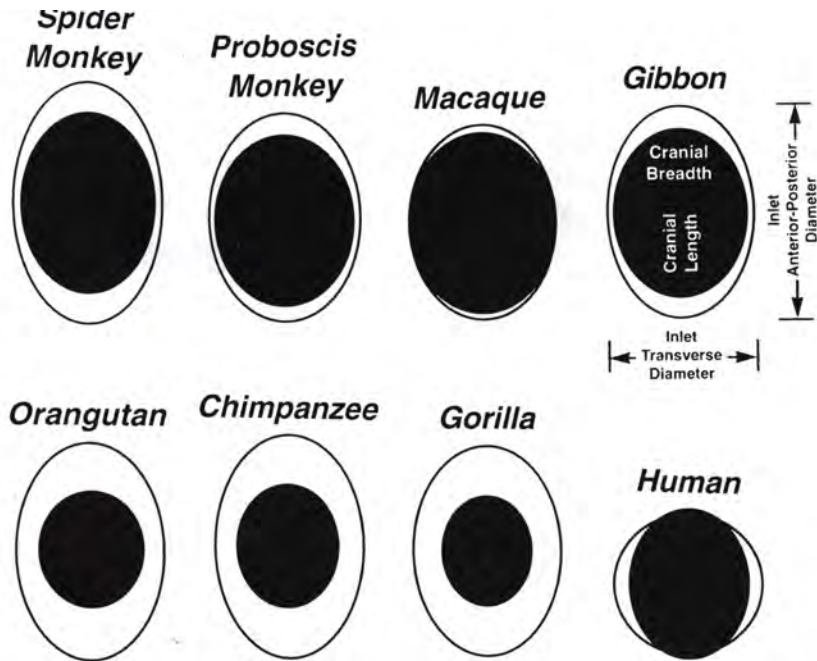 Spider
Monkey
Proboscis
Monkey
Macaque
Gibbon
Cranial
Breadth
Cranial
Length
Inlet
Anterior-Posterior
Diameter
Inlet
Transverse
Diameter
Orangutan
Chimpanzee
Gorilla
Human